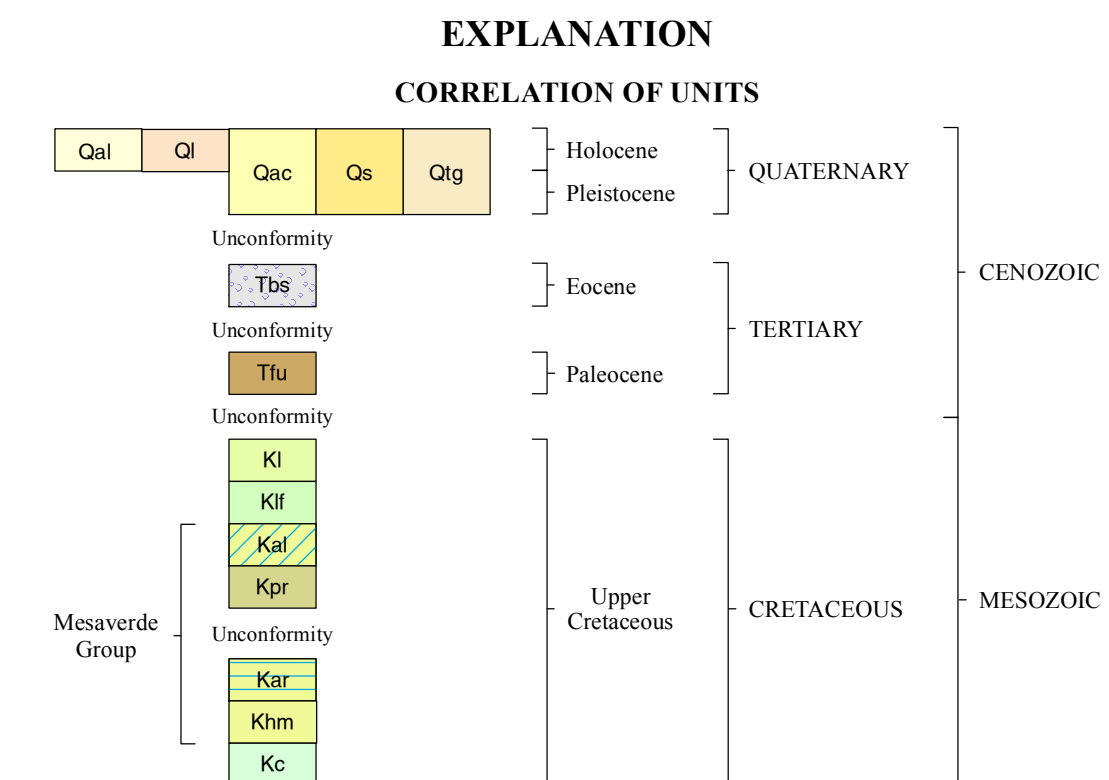 EXPLANATION
CORRELATION OF UNITS
Qal
Ql
Qac
Qs
Qtg
Holocene
Pleistocene
QUATERNARY
Unconformity
Tbs
Eocene
CENOZOIC
Unconformity
TERTIARY
Tfu
Paleocene
Unconformity
Kl
Klf
Kal
Kpr
Mesaverde
Group
Unconformity
Upper
Cretaceous
CRETACEOUS
MESOZOIC
Kar
Khm
Kc